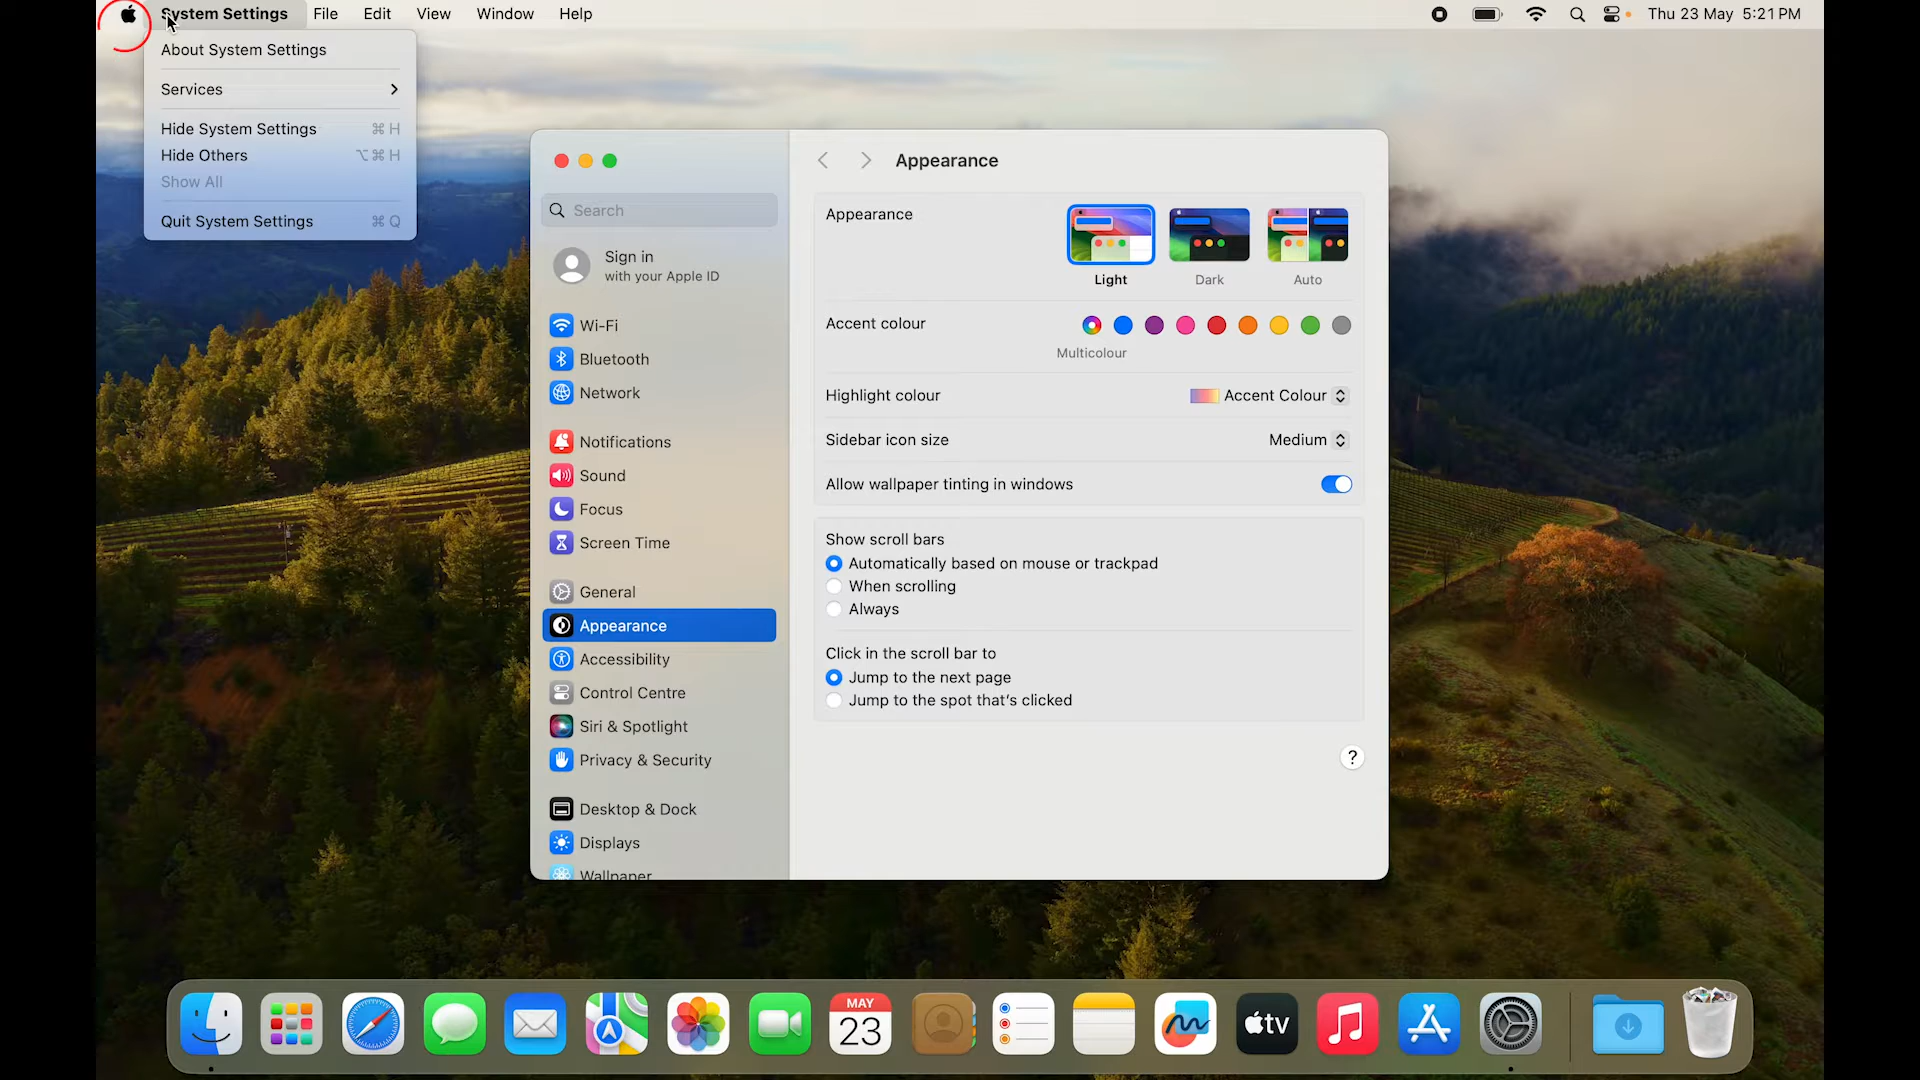 System Settings File Edit View Window Help Thu 23 May 5:21 PM
About System Settings
Services
Hide System Settings ⌘ H
Hide Others ⌥ ⌘ H
Show All
Quit System Settings ⌘ Q
Search
Sign in
with your Apple ID
Wi-Fi
Bluetooth
Network
Notifications
Sound
Focus
Screen Time
General
Appearance
Accessibility
Control Centre
Siri & Spotlight
Privacy & Security
Desktop & Dock
Displays
Wallpaper
Appearance
Appearance
Light Dark Auto
Accent colour
Multicolour
Highlight colour Accent Colour
Sidebar icon size Medium
Allow wallpaper tinting in windows
Show scroll bars
Automatically based on mouse or trackpad
When scrolling
Always
Click in the scroll bar to
Jump to the next page
Jump to the spot that's clicked
?
MAY
23
tv